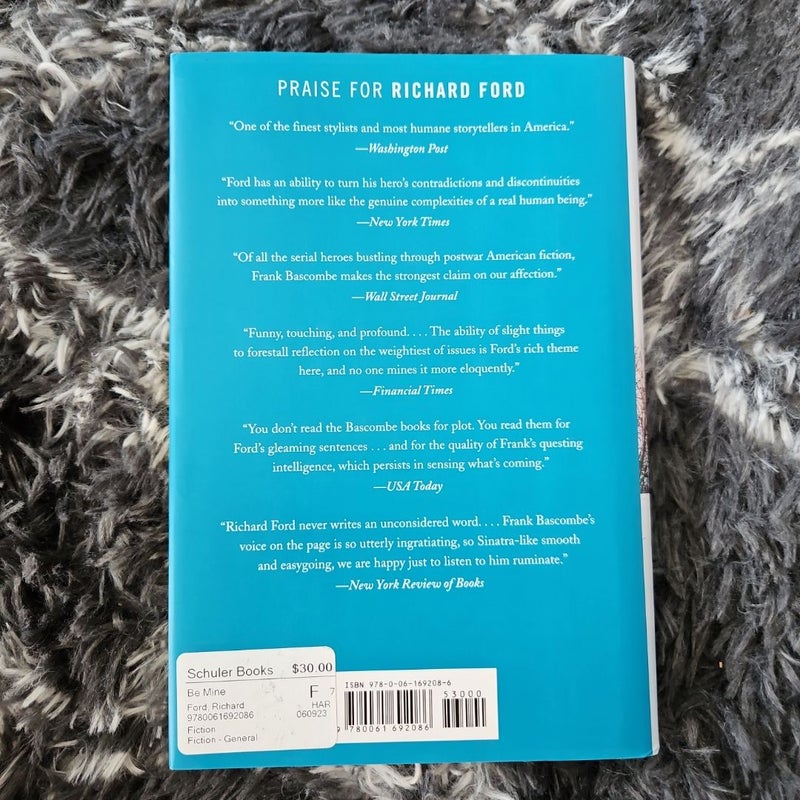 PRAISE FOR RICHARD FORD
“One of the finest stylists and most humane storytellers in America.”
—Washington Post
“Ford has an ability to turn his hero’s contradictions and discontinuities
into something more like the genuine complexities of a real human being.”
—New York Times
“Of all the serial heroes bustling through postwar American fiction,
Frank Bascombe makes the strongest claim on our affection.”
—Wall Street Journal
“Funny, touching, and profound. . . . The ability of slight things
to forestall reflection on the weightiest of issues is Ford’s rich theme
here, and no one mines it more eloquently.”
—Financial Times
“You don’t read the Bascombe books for plot. You read them for
Ford’s gleaming sentences . . . and for the quality of Frank’s questing
intelligence, which persists in sensing what’s coming.”
—USA Today
“Richard Ford never writes an unconsidered word. . . . Frank Bascombe’s
voice on the page is so utterly ingratiating, so Sinatra-like smooth
and easygoing, we are happy just to listen to him ruminate.”
—New York Review of Books
Schuler Books $30.00
Be Mine F 7
Ford, Richard HAR
9780061692086 060923
Fiction
Fiction - General
ISBN 978-0-06-169208-6
53000
9 780061 692086